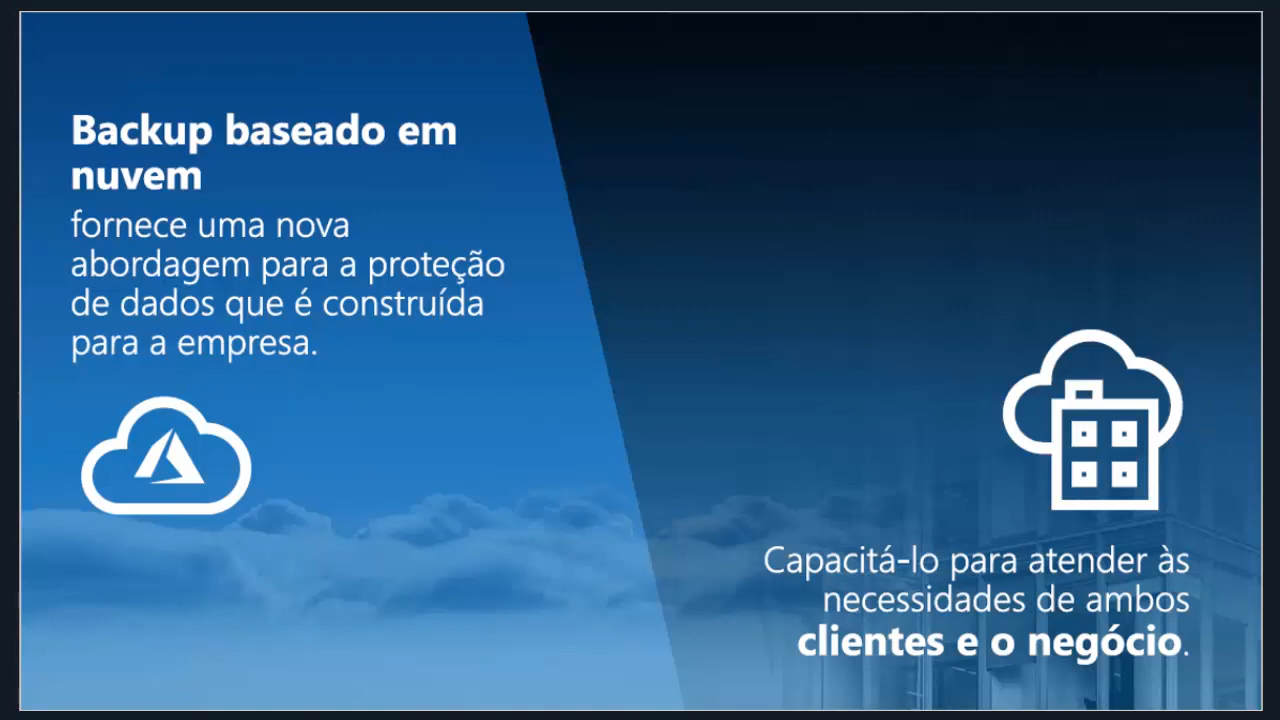 Backup baseado em
nuvem
fornece uma nova
abordagem para a proteção
de dados que é construída
para a empresa.
Capacitá-lo para atender às
necessidades de ambos
clientes e o negócio.